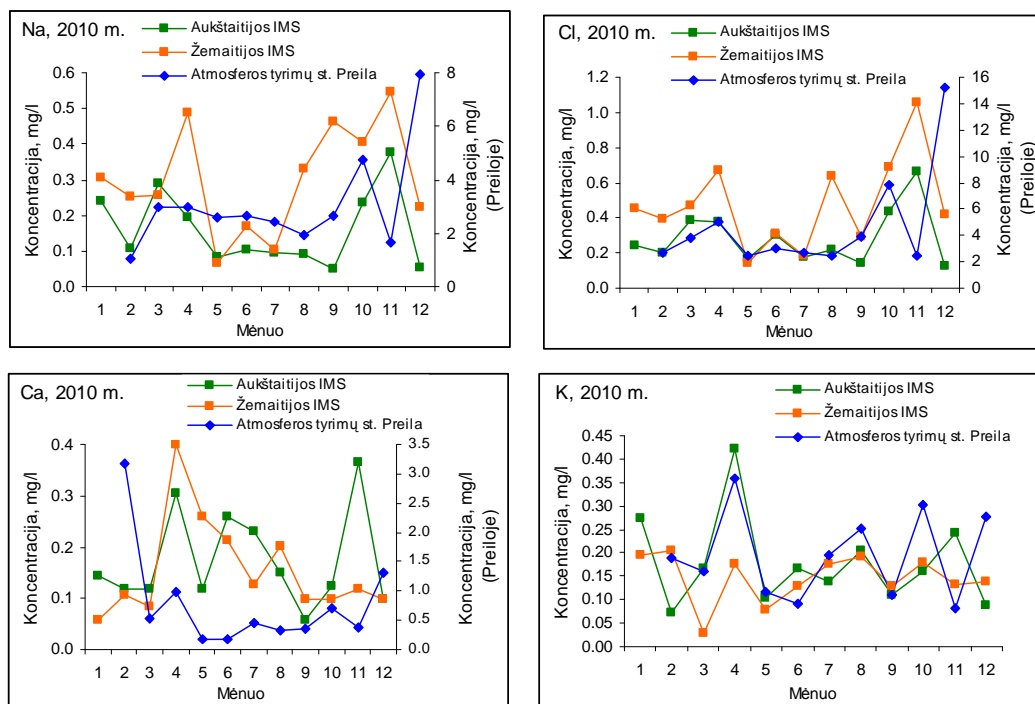 Na, 2010 m.
Aukštaitijos IMS
Žemaitijos IMS
Atmosferos tyrimų st. Preila
Koncentracija, mg/l
0.6
0.5
0.4
0.3
0.2
0.1
0.0
8
6
4
2
0
Koncentracija, mg/l
(Preiloje)
1 2 3 4 5 6 7 8 9 10 11 12
Mėnuo
Cl, 2010 m.
Aukštaitijos IMS
Žemaitijos IMS
Atmosferos tyrimų st. Preila
Koncentracija, mg/l
1.2
1.0
0.8
0.6
0.4
0.2
0.0
16
14
12
10
8
6
4
2
0
Koncentracija, mg/l
(Preiloje)
1 2 3 4 5 6 7 8 9 10 11 12
Mėnuo
Ca, 2010 m.
Aukštaitijos IMS
Žemaitijos IMS
Atmosferos tyrimų st. Preila
Koncentracija, mg/l
0.4
0.3
0.2
0.1
0.0
3.5
3.0
2.5
2.0
1.5
1.0
0.5
0.0
Koncentracija, mg/l
(Preiloje)
1 2 3 4 5 6 7 8 9 10 11 12
Mėnuo
K, 2010 m.
Aukštaitijos IMS
Žemaitijos IMS
Atmosferos tyrimų st. Preila
Koncentracija, mg/l
0.45
0.40
0.35
0.30
0.25
0.20
0.15
0.10
0.05
0.00
1 2 3 4 5 6 7 8 9 10 11 12
Mėnuo